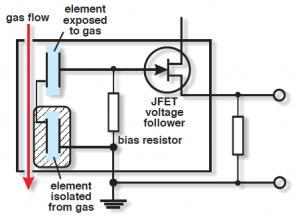 gas flow
element
exposed
to gas
JFET
voltage
follower
bias resistor
element
isolated
from gas